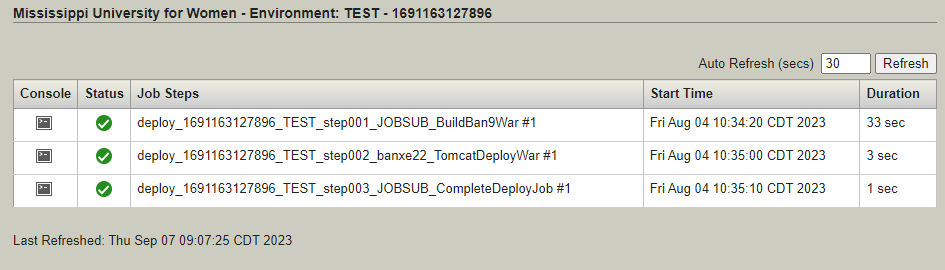 Mississippi University for Women - Environment: TEST - 1691163127896
Auto Refresh (secs) 30 Refresh
Console Status Job Steps Start Time Duration
deploy_1691163127896_TEST_step001_JOBSUB_BuildBan9War #1 Fri Aug 04 10:34:20 CDT 2023 33 sec
deploy_1691163127896_TEST_step002_banxe22_TomcatDeployWar #1 Fri Aug 04 10:35:00 CDT 2023 3 sec
deploy_1691163127896_TEST_step003_JOBSUB_CompleteDeployJob #1 Fri Aug 04 10:35:10 CDT 2023 1 sec
Last Refreshed: Thu Sep 07 09:07:25 CDT 2023